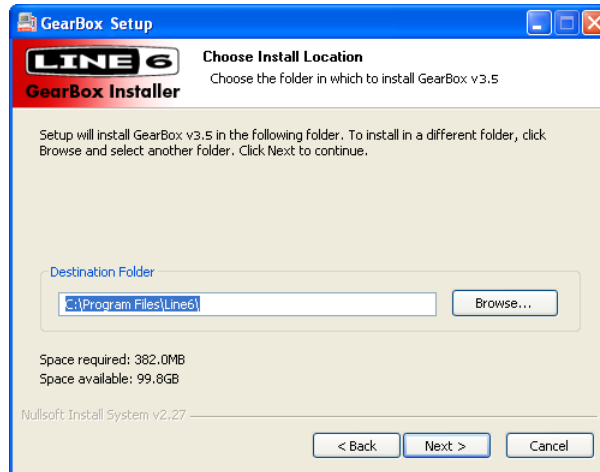 GearBox Setup
LINE 6
GearBox Installer
Choose Install Location
Choose the folder in which to install GearBox v3.5
Setup will install GearBox v3.5 in the following folder. To install in a different folder, click
Browse and select another folder. Click Next to continue.
Destination Folder
C:\Program Files\Line6\
Browse...
Space required: 382.0MB
Space available: 99.8GB
Nullsoft Install System v2.27
< Back
Next >
Cancel